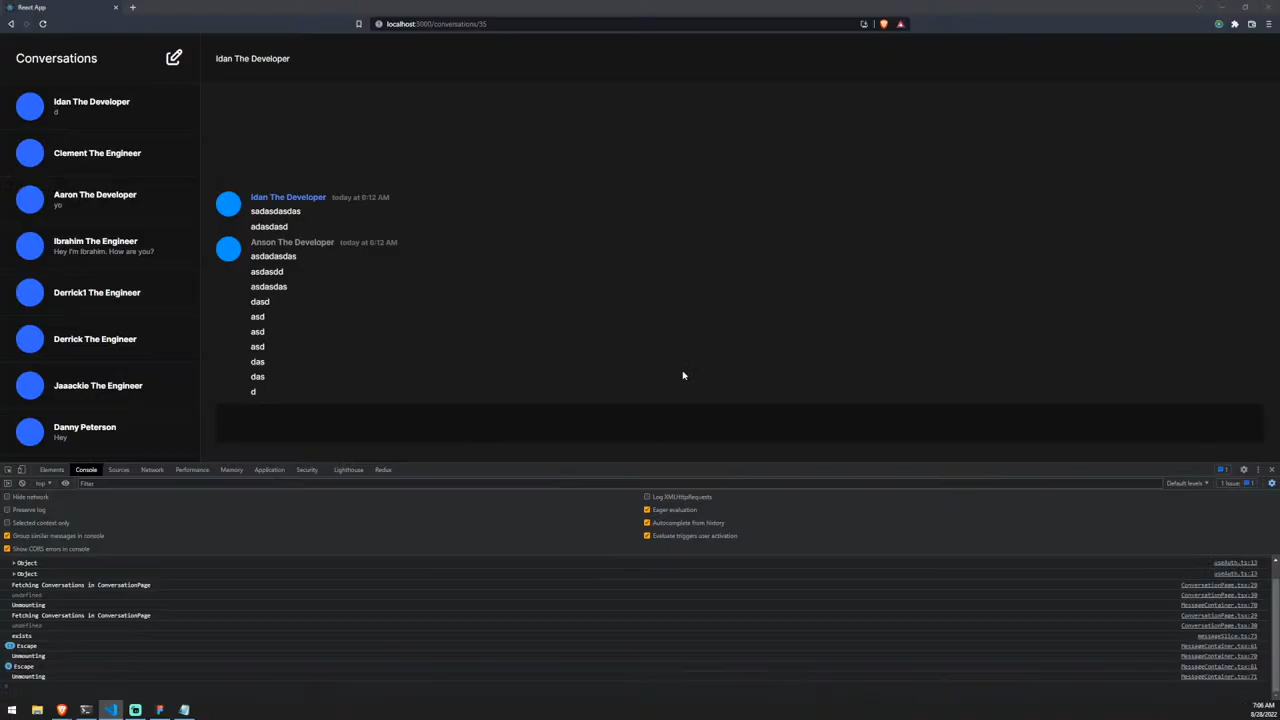 React App
localhost:3000/conversations/35
Conversations
Idan The Developer
d
Clement The Engineer
Aaron The Developer
yo
Ibrahim The Engineer
Hey I'm Ibrahim. How are you?
Derrick1 The Engineer
Derrick The Engineer
Jaaackie The Engineer
Danny Peterson
Hey
Idan The Developer
Idan The Developer today at 6:12 AM
sadasdasdas
adasdasd
Anson The Developer today at 6:12 AM
asdadasdas
asdasdd
asdasdas
dasd
asd
asd
asd
das
das
d
Elements Console Sources Network Performance Memory Application Security Lighthouse Redux 1
top Filter Default levels 1 Issue: 1
Hide network Log XMLHttpRequests
Preserve log Eager evaluation
Selected context only Autocomplete from history
Group similar messages in console Evaluate triggers user activation
Show CORS errors in console
Object useAuth.ts:13
Object useAuth.ts:13
Fetching Conversations in ConversationPage ConversationPage.tsx:29
undefined ConversationPage.tsx:30
Unmounting MessageContainer.tsx:70
Fetching Conversations in ConversationPage ConversationPage.tsx:29
undefined ConversationPage.tsx:30
exists messageSlice.ts:73
Escape MessageContainer.tsx:61
Unmounting MessageContainer.tsx:70
Escape MessageContainer.tsx:61
Unmounting MessageContainer.tsx:71
7:06 AM
8/28/2022